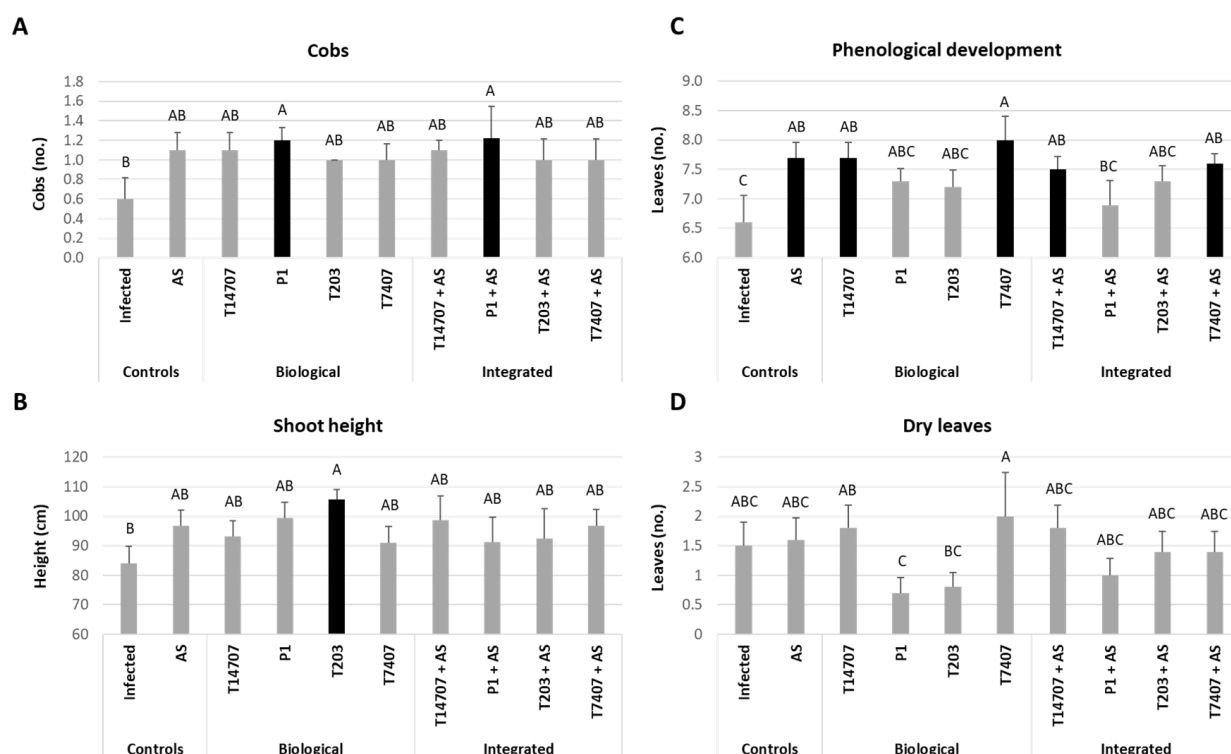 A
Cobs
Cobs (no.)
1.8
1.6
1.4
1.2
1.0
0.8
0.6
0.4
0.2
0.0
B
AB
AB
A
AB
AB
AB
A
AB
AB
Infected
AS
T14707
P1
T203
T7407
T14707 + AS
P1 + AS
T203 + AS
T7407 + AS
Controls
Biological
Integrated
B
Shoot height
Height (cm)
120
110
100
90
80
70
60
B
AB
AB
AB
A
AB
AB
AB
AB
AB
Infected
AS
T14707
P1
T203
T7407
T14707 + AS
P1 + AS
T203 + AS
T7407 + AS
Controls
Biological
Integrated
C
Phenological development
Leaves (no.)
9.0
8.5
8.0
7.5
7.0
6.5
6.0
C
AB
AB
ABC
ABC
A
AB
BC
ABC
AB
Infected
AS
T14707
P1
T203
T7407
T14707 + AS
P1 + AS
T203 + AS
T7407 + AS
Controls
Biological
Integrated
D
Dry leaves
Leaves (no.)
3
2.5
2
1.5
1
0.5
0
ABC
ABC
AB
C
BC
A
ABC
ABC
ABC
ABC
Infected
AS
T14707
P1
T203
T7407
T14707 + AS
P1 + AS
T203 + AS
T7407 + AS
Controls
Biological
Integrated